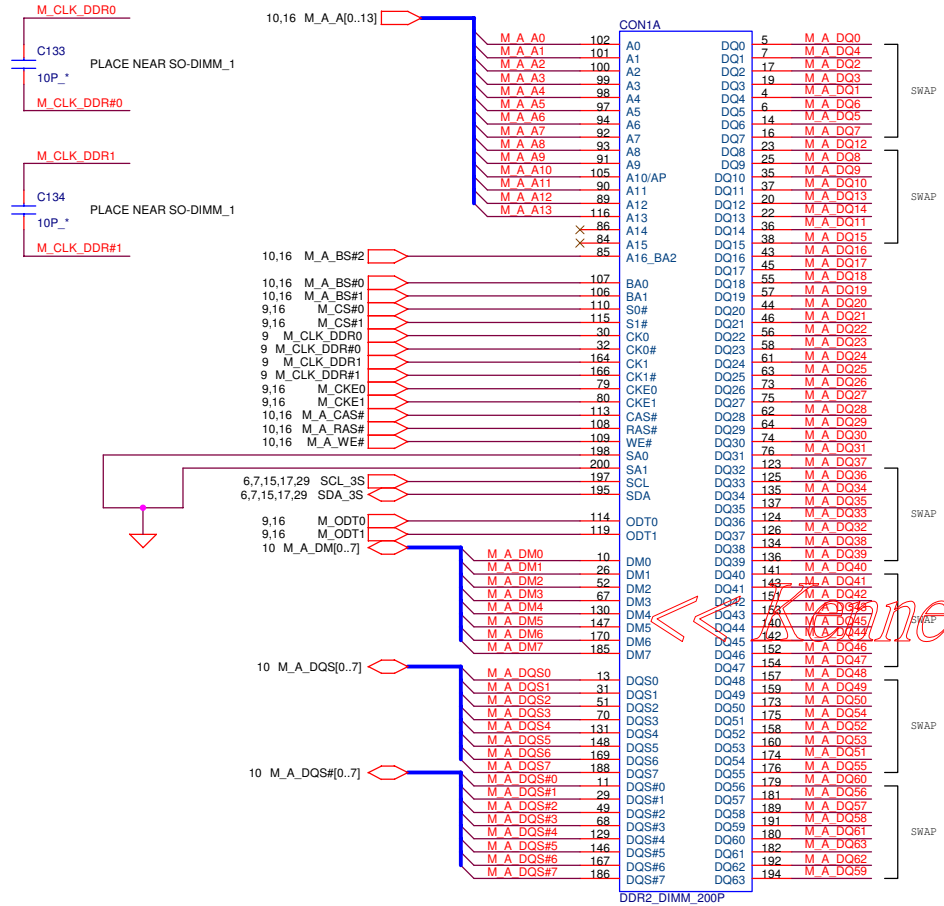 M_CLK_DDR0
C133
10P_*
PLACE NEAR SO-DIMM_1
M_CLK_DDR#0
M_CLK_DDR1
C134
10P_*
PLACE NEAR SO-DIMM_1
M_CLK_DDR#1
10,16 M_A_A[0..13]
CON1A
M_A_A0 102 A0 DQ0 5 M_A_DQ0
M_A_A1 101 A1 DQ1 7 M_A_DQ4
M_A_A2 100 A2 DQ2 17 M_A_DQ2
M_A_A3 99 A3 DQ3 19 M_A_DQ3
M_A_A4 98 A4 DQ4 4 M_A_DQ1
M_A_A5 97 A5 DQ5 6 M_A_DQ6
M_A_A6 94 A6 DQ6 14 M_A_DQ5
M_A_A7 92 A7 DQ7 16 M_A_DQ7
SWAP
M_A_A8 93 A8 DQ8 23 M_A_DQ12
M_A_A9 91 A9 DQ9 25 M_A_DQ8
M_A_A10 105 A10/AP DQ10 35 M_A_DQ9
M_A_A11 90 A11 DQ11 37 M_A_DQ10
M_A_A12 89 A12 DQ12 20 M_A_DQ13
M_A_A13 116 A13 DQ13 22 M_A_DQ14
86 A14 DQ14 36 M_A_DQ11
84 A15 DQ15 38 M_A_DQ15
SWAP
10,16 M_A_BS#2 85 A16_BA2 DQ16 43 M_A_DQ16
DQ17 45 M_A_DQ17
10,16 M_A_BS#0 107 BA0 DQ18 55 M_A_DQ18
10,16 M_A_BS#1 106 BA1 DQ19 57 M_A_DQ19
9,16 M_CS#0 110 S0# DQ20 44 M_A_DQ20
9,16 M_CS#1 115 S1# DQ21 46 M_A_DQ21
9 M_CLK_DDR0 30 CK0 DQ22 56 M_A_DQ22
9 M_CLK_DDR#0 32 CK0# DQ23 58 M_A_DQ23
9 M_CLK_DDR1 164 CK1 DQ24 61 M_A_DQ24
9 M_CLK_DDR#1 166 CK1# DQ25 63 M_A_DQ25
9,16 M_CKE0 79 CKE0 DQ26 73 M_A_DQ26
9,16 M_CKE1 80 CKE1 DQ27 75 M_A_DQ27
10,16 M_A_CAS# 113 CAS# DQ28 62 M_A_DQ28
10,16 M_A_RAS# 108 RAS# DQ29 64 M_A_DQ29
10,16 M_A_WE# 109 WE# DQ30 74 M_A_DQ30
198 SA0 DQ31 76 M_A_DQ31
200 SA1 DQ32 123 M_A_DQ37
6,7,15,17,29 SCL_3S 197 SCL DQ33 125 M_A_DQ36
6,7,15,17,29 SDA_3S 195 SDA DQ34 135 M_A_DQ34
DQ35 137 M_A_DQ35
9,16 M_ODT0 114 ODT0 DQ36 124 M_A_DQ33
9,16 M_ODT1 119 ODT1 DQ37 126 M_A_DQ32
10 M_A_DM[0..7] DQ38 134 M_A_DQ38
M_A_DM0 10 DM0 DQ39 136 M_A_DQ39
SWAP
M_A_DM1 26 DM1 DQ40 141 M_A_DQ40
M_A_DM2 52 DM2 DQ41 143 M_A_DQ41
M_A_DM3 67 DM3 DQ42 151 M_A_DQ42
M_A_DM4 130 DM4 DQ43 153 M_A_DQ43
M_A_DM5 147 DM5 DQ44 140 M_A_DQ45
M_A_DM6 170 DM6 DQ45 142 M_A_DQ44
M_A_DM7 185 DM7 DQ46 152 M_A_DQ46
DQ47 154 M_A_DQ47
SWAP
<< Kenne
10 M_A_DQS[0..7]
M_A_DQS0 13 DQS0 DQ48 157 M_A_DQ48
M_A_DQS1 31 DQS1 DQ49 159 M_A_DQ49
M_A_DQS2 51 DQS2 DQ50 173 M_A_DQ50
M_A_DQS3 70 DQS3 DQ51 175 M_A_DQ54
M_A_DQS4 131 DQS4 DQ52 158 M_A_DQ52
M_A_DQS5 148 DQS5 DQ53 160 M_A_DQ53
M_A_DQS6 169 DQS6 DQ54 174 M_A_DQ51
M_A_DQS7 188 DQS7 DQ55 176 M_A_DQ55
SWAP
10 M_A_DQS#[0..7]
M_A_DQS#0 11 DQS#0 DQ56 179 M_A_DQ60
M_A_DQS#1 29 DQS#1 DQ57 181 M_A_DQ56
M_A_DQS#2 49 DQS#2 DQ58 189 M_A_DQ57
M_A_DQS#3 68 DQS#3 DQ59 191 M_A_DQ58
M_A_DQS#4 129 DQS#4 DQ60 180 M_A_DQ61
M_A_DQS#5 146 DQS#5 DQ61 182 M_A_DQ63
M_A_DQS#6 167 DQS#6 DQ62 192 M_A_DQ62
M_A_DQS#7 186 DQS#7 DQ63 194 M_A_DQ59
SWAP
DDR2_DIMM_200P